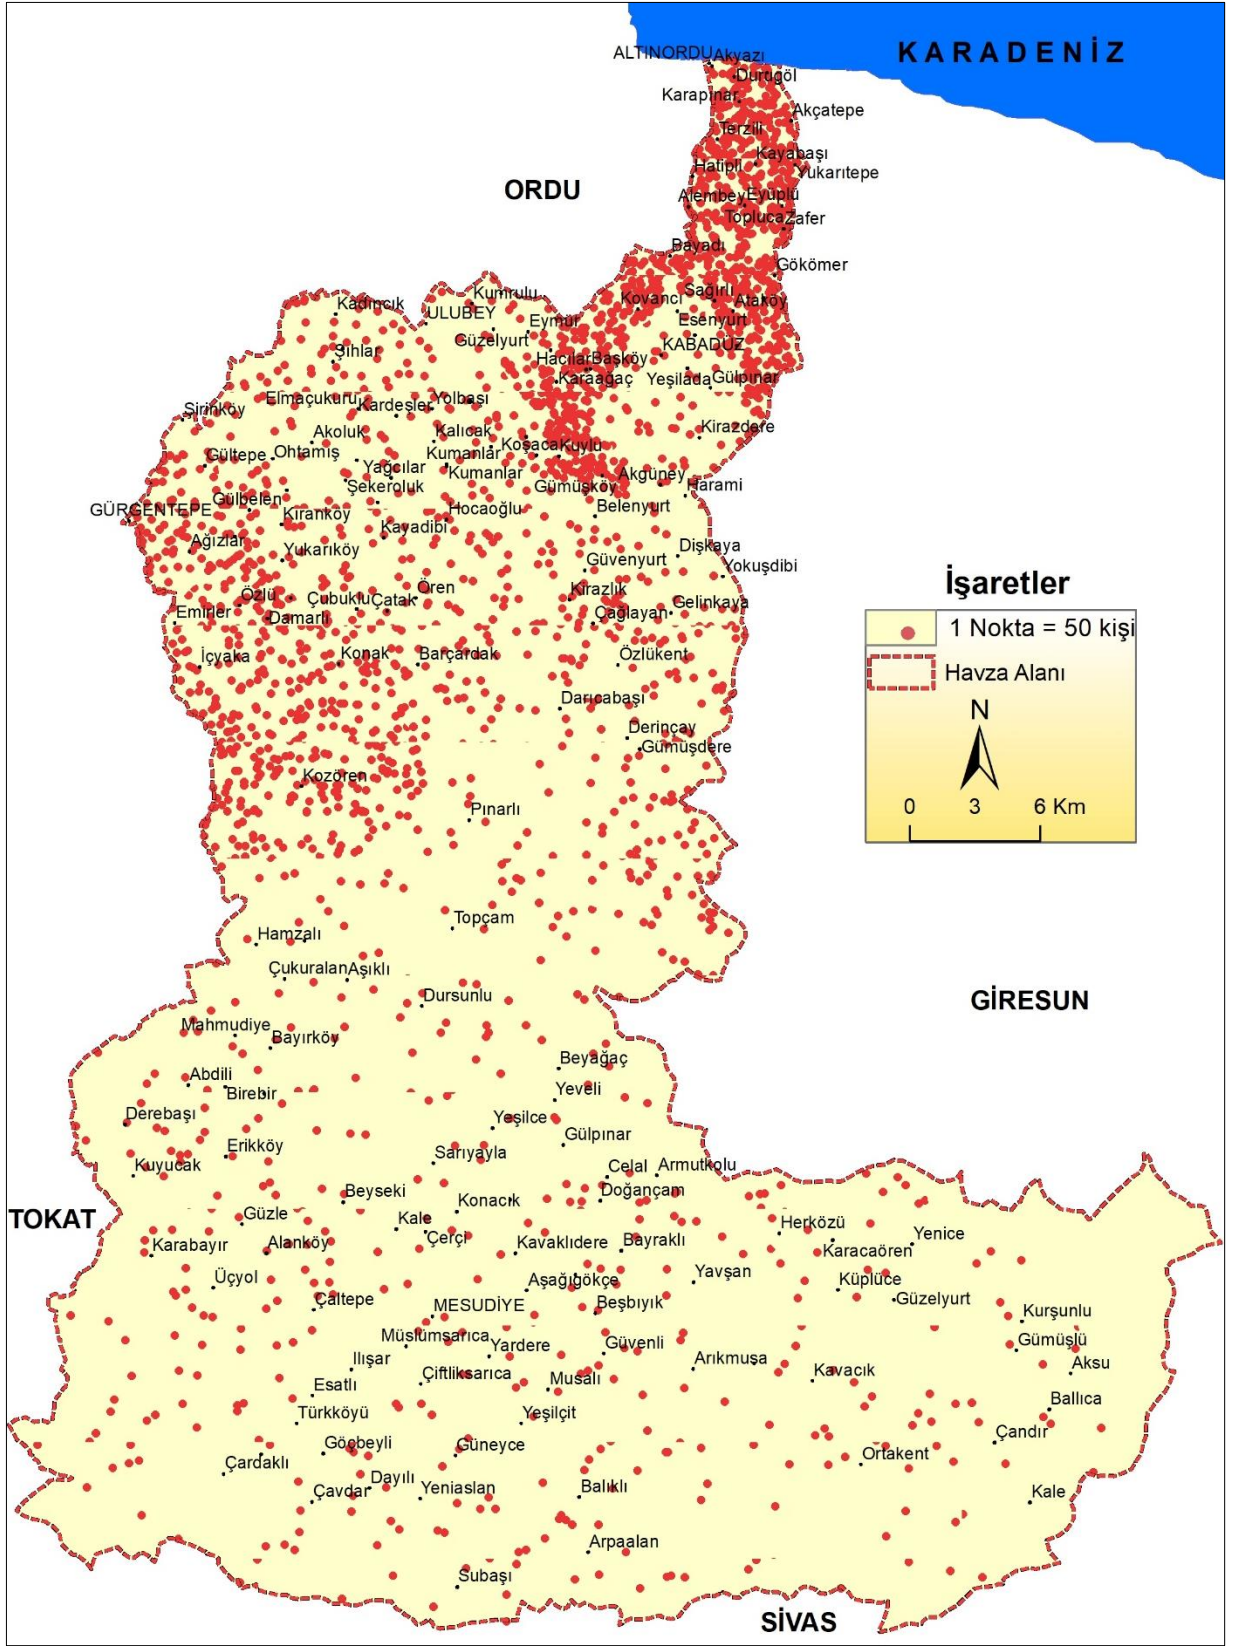 KARADENİZ
ALTINORDU
Akyazı
Durugöl
Karapınar
Akçatepe
Terzili
Kayabaşı
Hatipli
Yukarıtepe
ORDU
Alembey
Eyüplü
Topluca
Zafer
Bayadı
Gökömer
Sağırlı
Kumrulu
Kovancı
Ataköy
Kadıncık
ULUBEY
Eymür
Esenyurt
Güzelyurt
KABADÜZ
Şıhlar
Hacılar
Başköy
Karaağaç
Yeşilada
Gülpınar
Elmaçukuru
Kardeşler
Yolbaşı
Şirinköy
Kirazdere
Akoluk
Kalıcak
Koşaca
Kuylu
Gültepe
Ohtamış
Kumanlar
Yağcılar
Kumanlar
Akgüney
Şekeroluk
Gümüşköy
Harami
Gülbelen
GÜRGENTEPE
Kıranköy
Hocaoğlu
Belenyurt
Kayadibi
Ağızlar
Yukarıköy
Dişkaya
Güvenyurt
Yokuşdibi
İşaretler
Özlü
Çubuklu
Çatak
Ören
Kirazlık
Gelinkaya
Emirler
Damarlı
Çağlayan
1 Nokta = 50 kişi
İçyaka
Konak
Barçardak
Özlükent
Havza Alanı
Darıcabaşı
N
Derinçay
Gümüşdere
Kozören
Pınarlı
0 3 6 Km
Topçam
Hamzalı
Çukuralan
Aşıklı
Dursunlu
GİRESUN
Mahmudiye
Bayırköy
Beyağaç
Abdili
Birebir
Yeveli
Derebaşı
Yeşilce
Erikköy
Gülpınar
Sarıyayla
Kuyucak
Celal
Armutkolu
Doğançam
Beyseki
Konacık
TOKAT
Güzle
Kale
Herközü
Yenice
Karabayır
Alanköy
Çerçi
Kavaklıdere
Bayraklı
Karacaören
Üçyol
Aşağıgökçe
Yavşan
Küplüce
Çaltepe
MESUDİYE
Beşbıyık
Güzelyurt
Kurşunlu
Müslümsarıca
Yardere
Güvenli
Gümüşlü
Ilışar
Arıkmusa
Kavacık
Aksu
Esatlı
Çiftliksarıca
Musalı
Ballıca
Türkköyü
Yeşilçit
Çandır
Göçbeyli
Güneyce
Ortakent
Çardaklı
Dayılı
Çavdar
Yeniaslan
Balıklı
Kale
Arpaalan
Subaşı
SİVAS